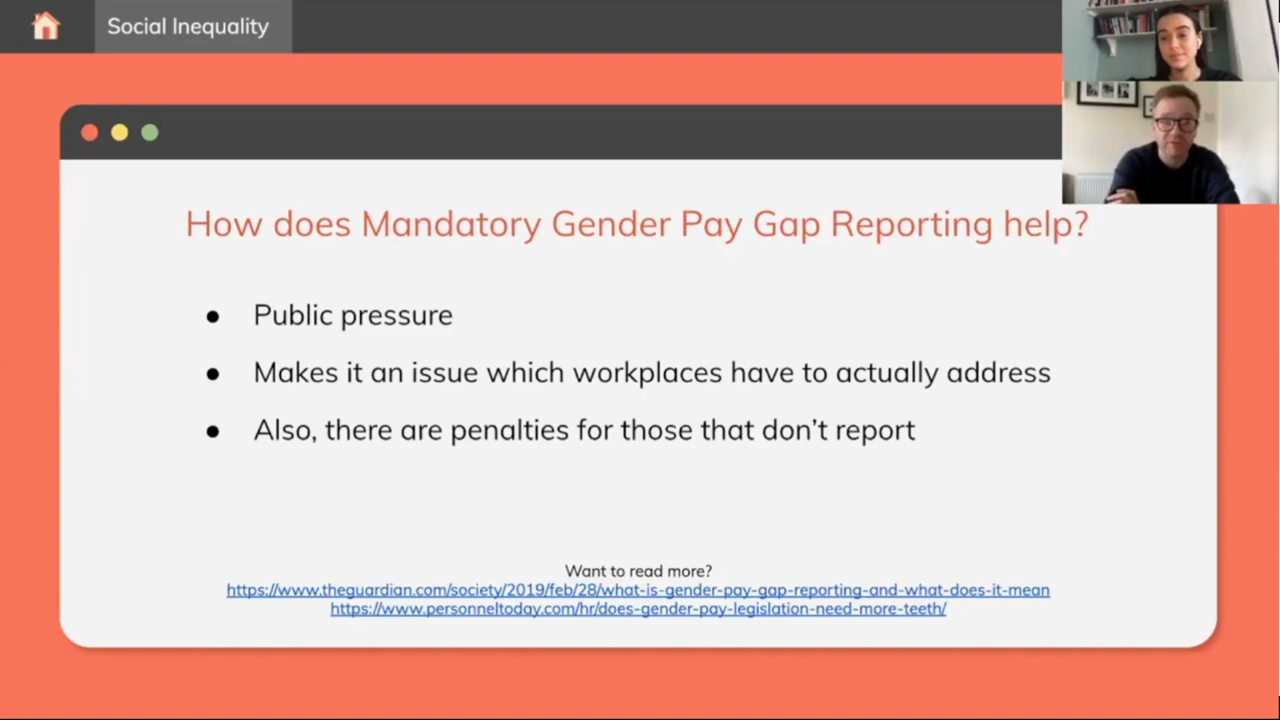 Social Inequality
How does Mandatory Gender Pay Gap Reporting help?
● Public pressure
● Makes it an issue which workplaces have to actually address
● Also, there are penalties for those that don’t report
Want to read more?
https://www.theguardian.com/society/2019/feb/28/what-is-gender-pay-gap-reporting-and-what-does-it-mean
https://www.personneltoday.com/hr/does-gender-pay-legislation-need-more-teeth/